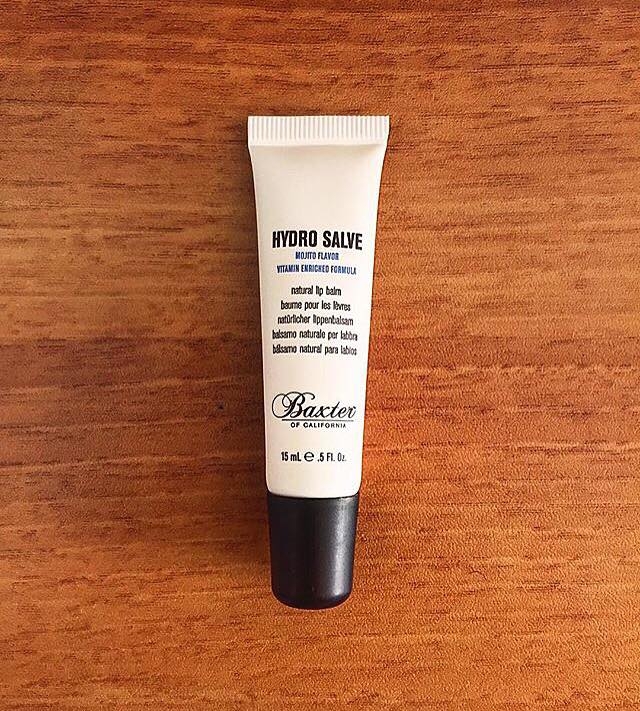 HYDRO SALVE
MOJITO FLAVOR
VITAMIN ENRICHED FORMULA
natural lip balm
baume pour les lèvres
natürlicher lippenbalsam
balsamo naturale per labbra
bálsamo natural para labios
Baxter
OF CALIFORNIA
15 mL ℮ .5 Fl. Oz.